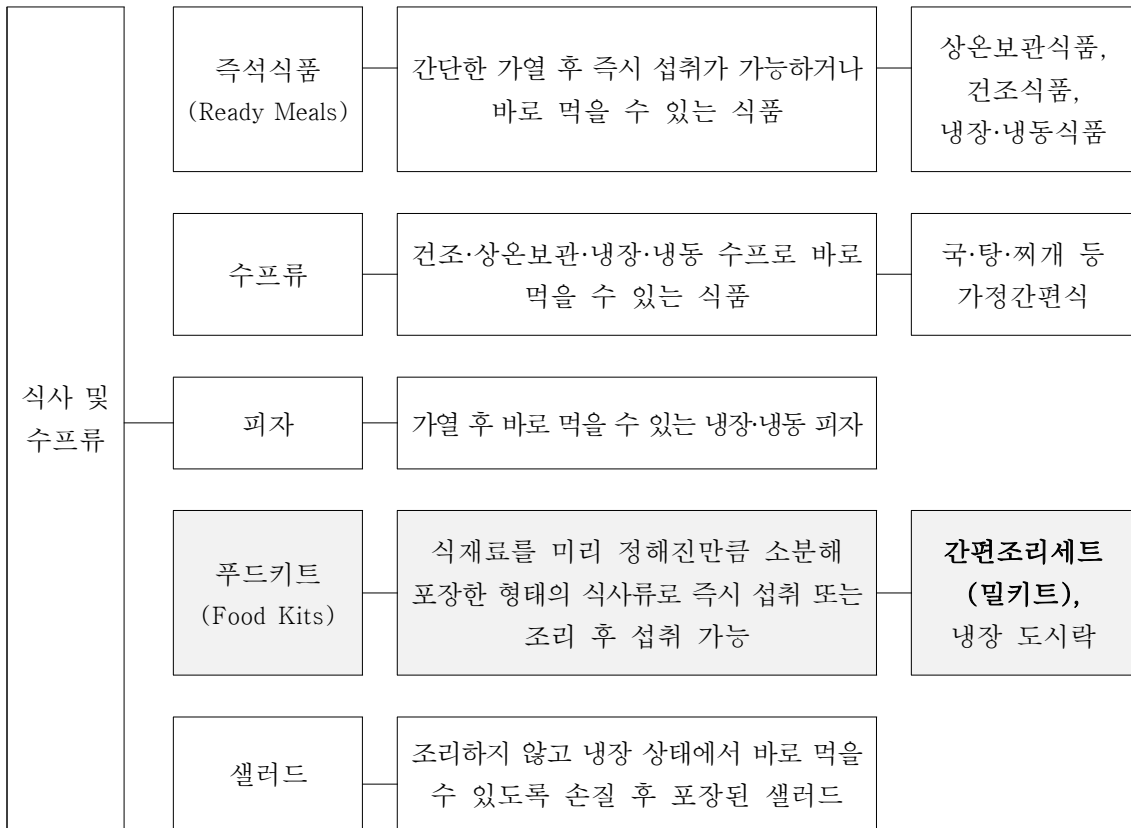 식사 및
수프류
즉석식품
(Ready Meals)
간단한 가열 후 즉시 섭취가 가능하거나
바로 먹을 수 있는 식품
상온보관식품,
건조식품,
냉장·냉동식품
수프류
건조·상온보관·냉장·냉동 수프로 바로
먹을 수 있는 식품
국·탕·찌개 등
가정간편식
피자
가열 후 바로 먹을 수 있는 냉장·냉동 피자
푸드키트
(Food Kits)
식재료를 미리 정해진만큼 소분해
포장한 형태의 식사류로 즉시 섭취 또는
조리 후 섭취 가능
간편조리세트
(밀키트),
냉장 도시락
샐러드
조리하지 않고 냉장 상태에서 바로 먹을
수 있도록 손질 후 포장된 샐러드